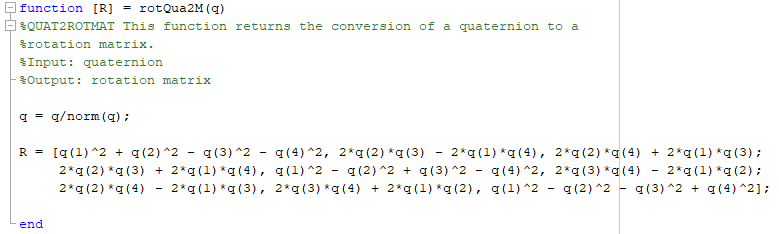 function [R] = rotQua2M(q)
%QUAT2ROTMAT This function returns the conversion of a quaternion to a
%rotation matrix.
%Input: quaternion
%Output: rotation matrix
q = q/norm(q);
R = [q(1)^2 + q(2)^2 - q(3)^2 - q(4)^2, 2*q(2)*q(3) - 2*q(1)*q(4), 2*q(2)*q(4) + 2*q(1)*q(3);
2*q(2)*q(3) + 2*q(1)*q(4), q(1)^2 - q(2)^2 + q(3)^2 - q(4)^2, 2*q(3)*q(4) - 2*q(1)*q(2);
2*q(2)*q(4) - 2*q(1)*q(3), 2*q(3)*q(4) + 2*q(1)*q(2), q(1)^2 - q(2)^2 - q(3)^2 + q(4)^2];
end